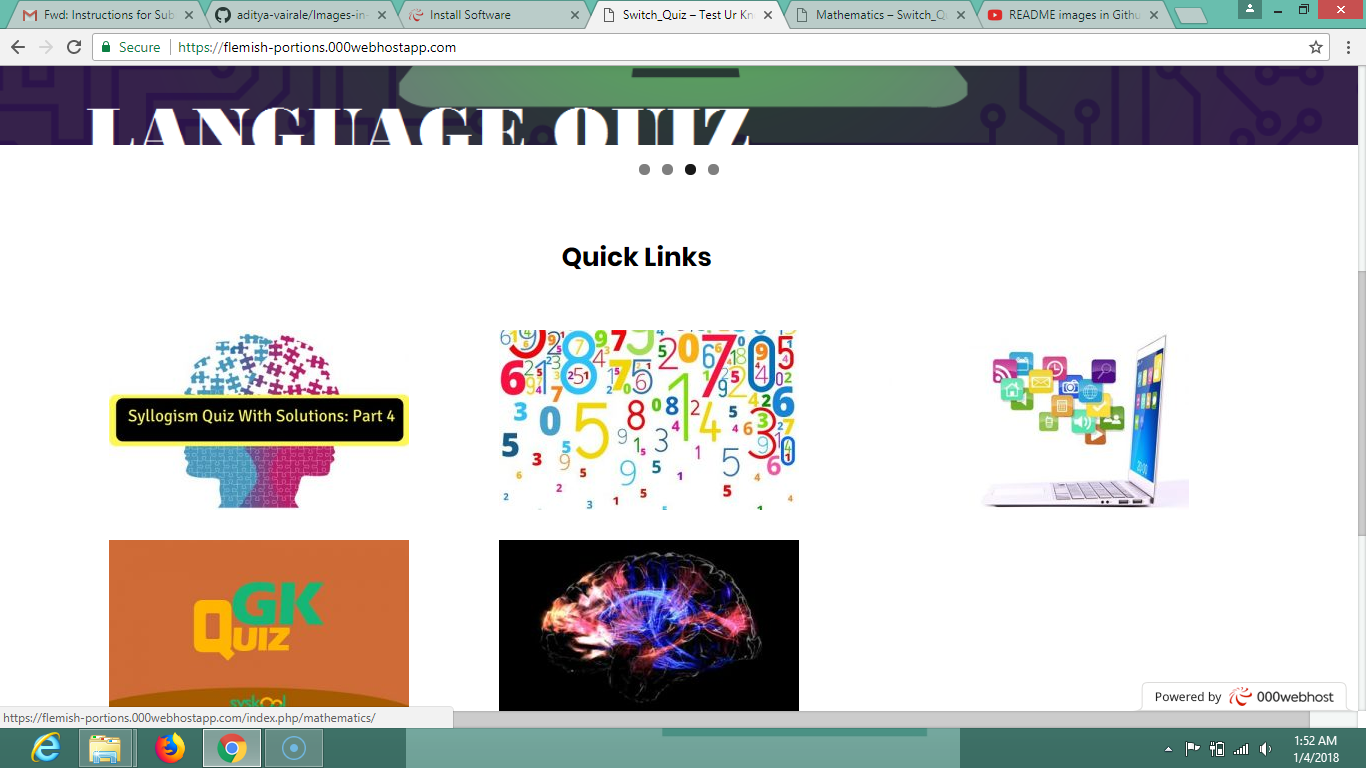 Fwd: Instructions for Sub
aditya-vairale/Images-in-
Install Software
Switch_Quiz – Test Ur Kn
Mathematics – Switch_Q
README images in Githu
Secure
https://flemish-portions.000webhostapp.com
LANGUAGE QUIZ
Quick Links
Syllogism Quiz With Solutions: Part 4
GK
QUIZ
syskool
Powered by 000webhost
https://flemish-portions.000webhostapp.com/index.php/mathematics/
1:52 AM
1/4/2018